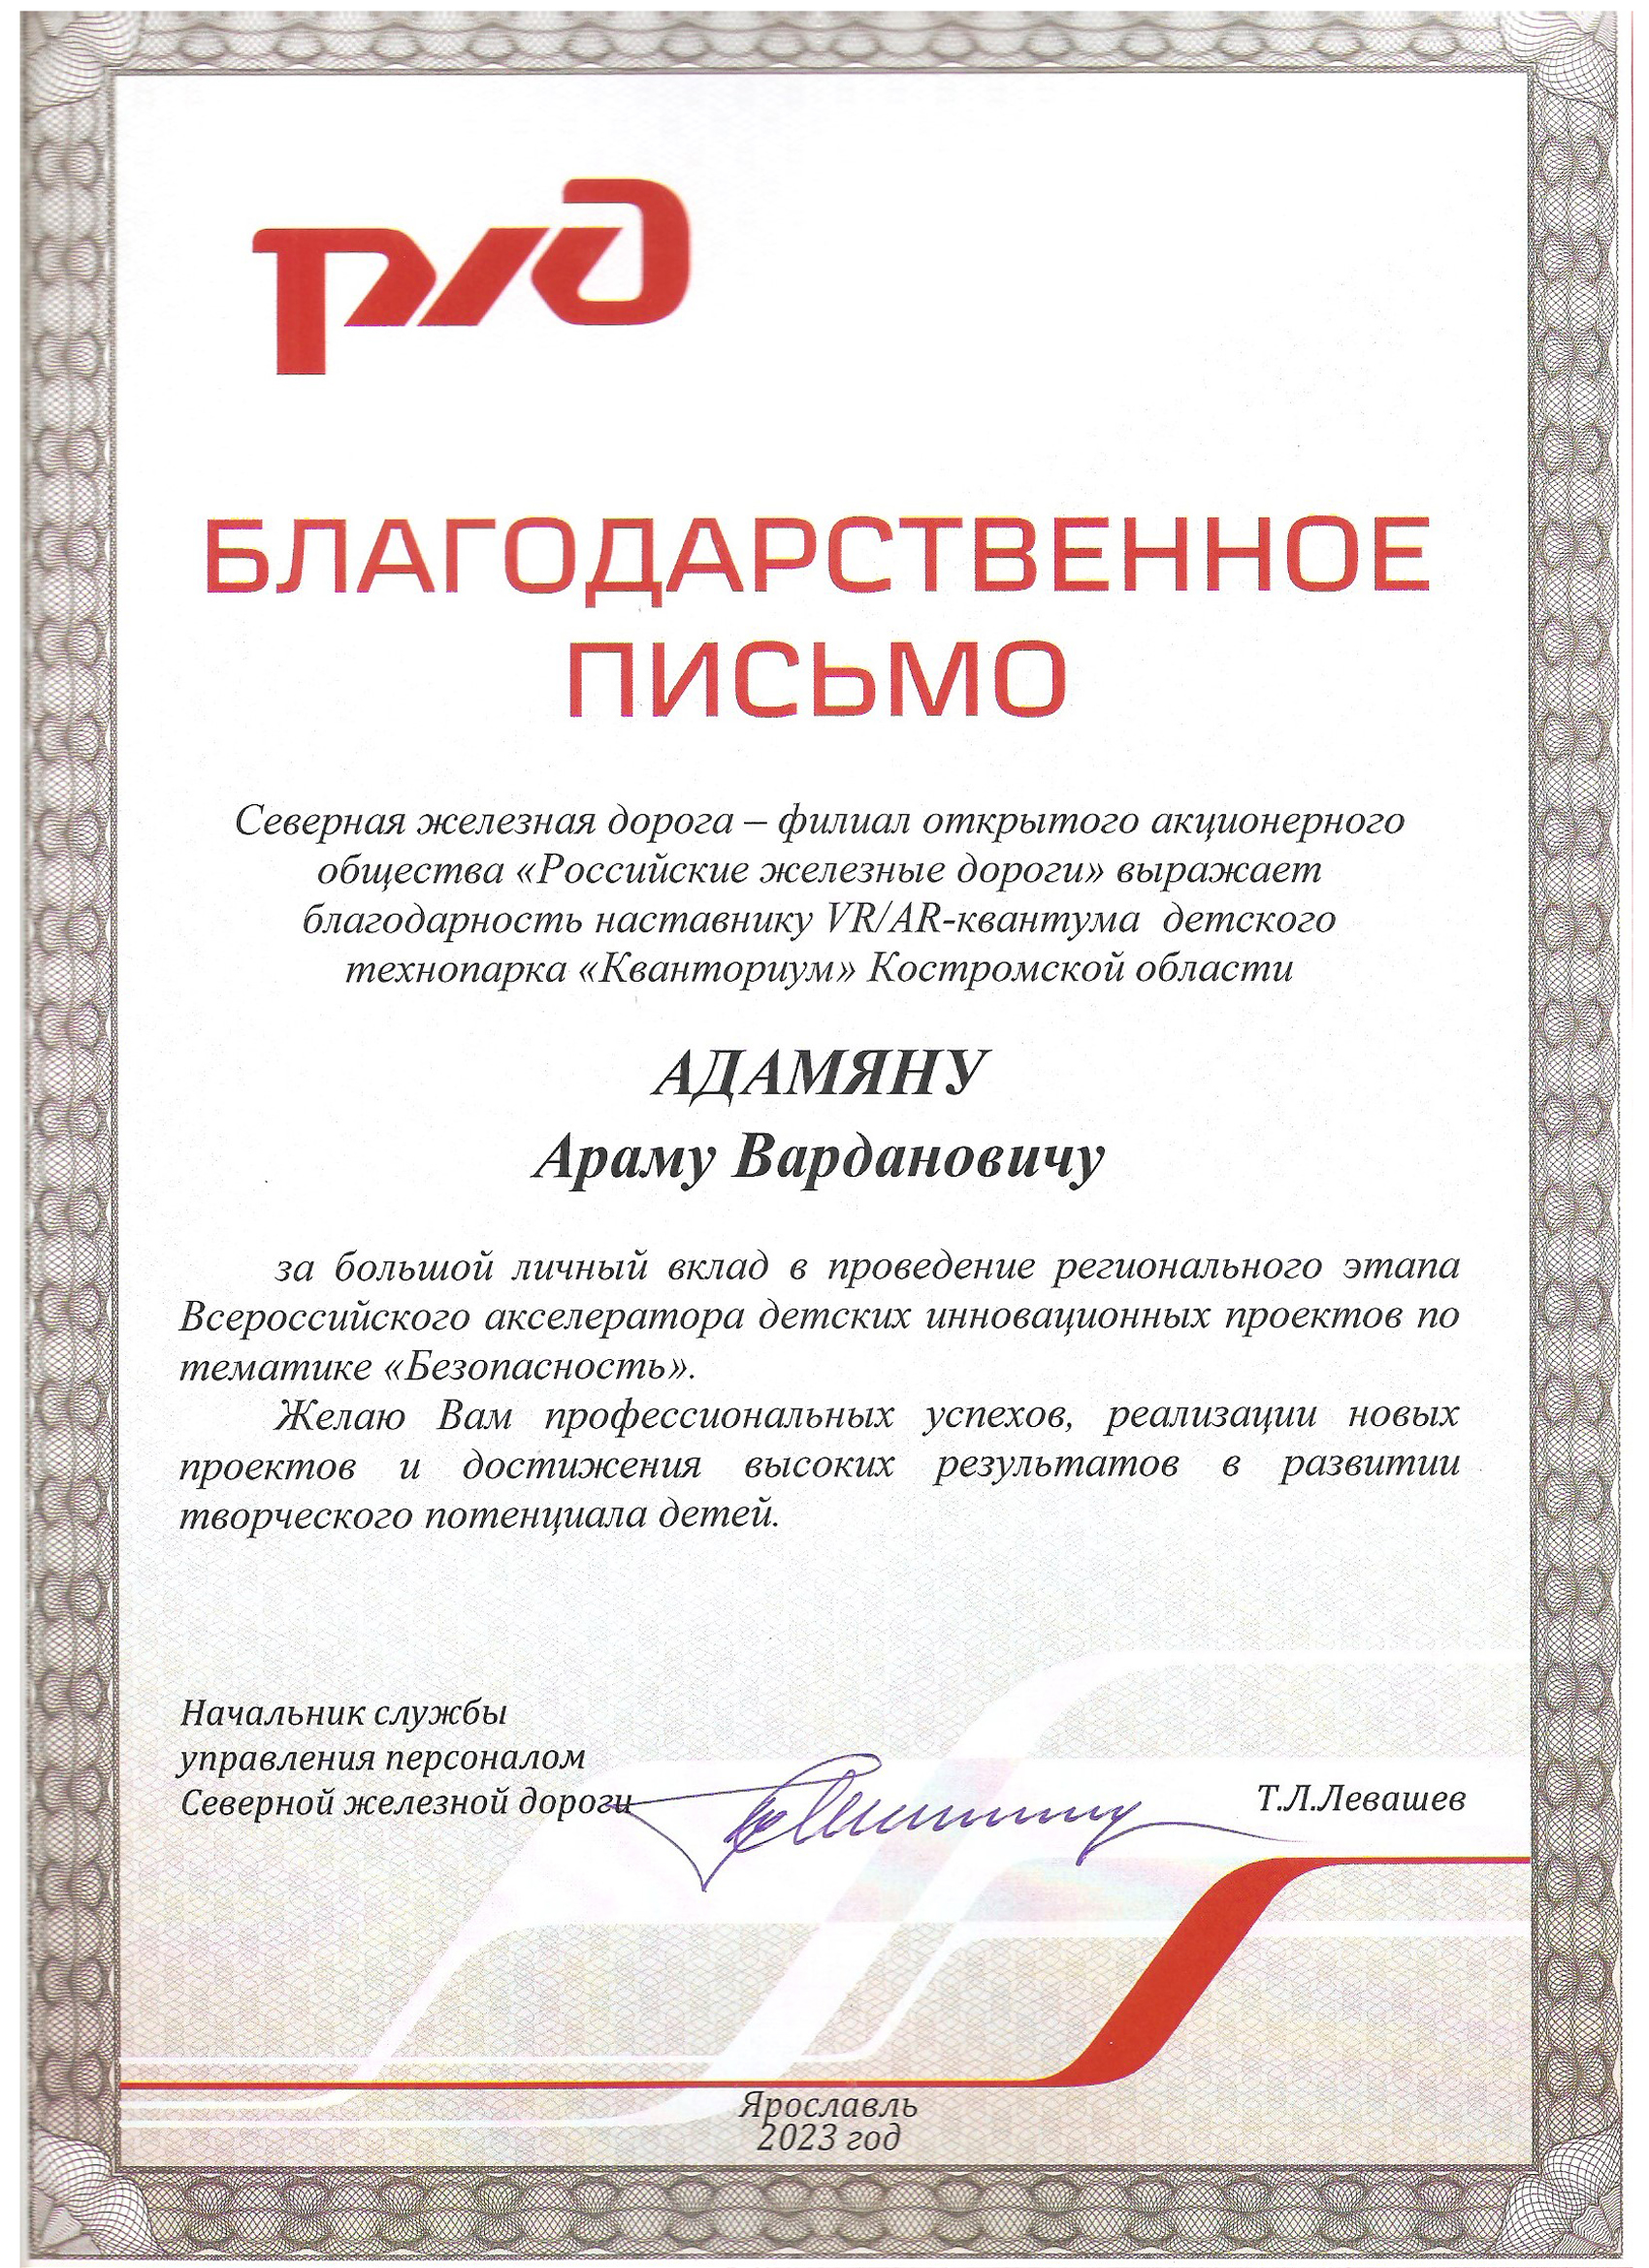 ржд
БЛАГОДАРСТВЕННОЕ
ПИСЬМО
Северная железная дорога – филиал открытого акционерного
общества «Российские железные дороги» выражает
благодарность наставнику VR/AR-квантума детского
технопарка «Кванториум» Костромской области
АДАМЯНУ
Араму Вардановичу
за большой личный вклад в проведение регионального этапа
Всероссийского акселератора детских инновационных проектов по
тематике «Безопасность».
Желаю Вам профессиональных успехов, реализации новых
проектов и достижения высоких результатов в развитии
творческого потенциала детей.
Начальник службы
управления персоналом
Северной железной дороги
Т.Л.Левашев
Ярославль
2023 год